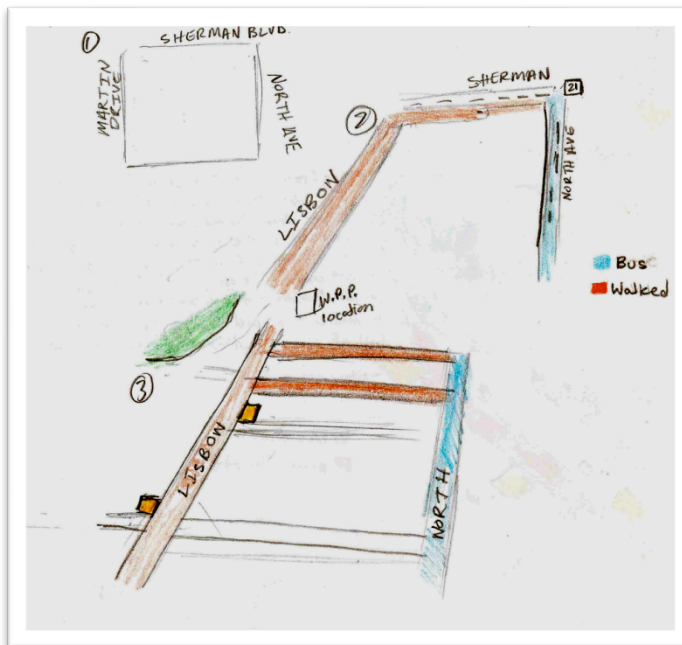 ①
SHERMAN BLVD.
MARTIN
DRIVE
NORTH AVE
②
SHERMAN
21
NORTH AVE
LISBON
Bus
Walked
W.P.P.
location
③
LISBON
NORTH